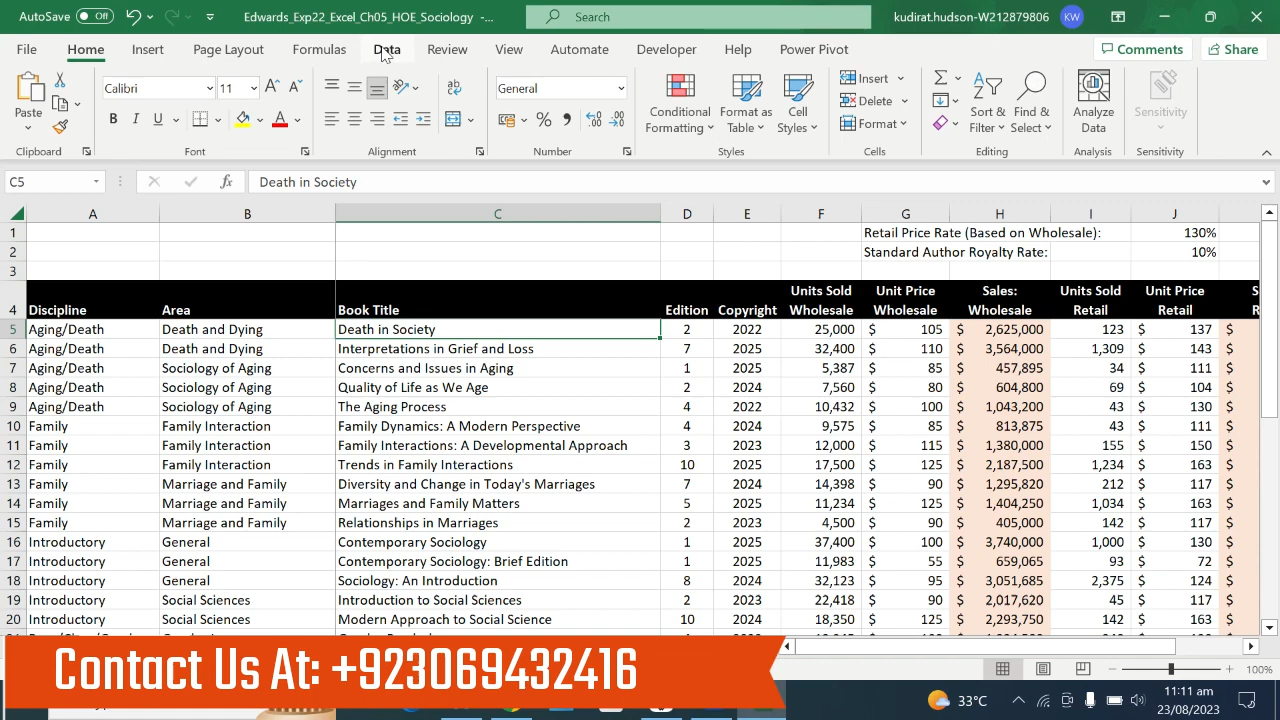 AutoSave Off Edwards_Exp22_Excel_Ch05_HOE_Sociology -... Search kudirat.hudson-W212879806 KW
File Home Insert Page Layout Formulas Data Review View Automate Developer Help Power Pivot Comments Share
Paste Calibri 11 General Conditional Formatting Format as Table Cell Styles Insert Delete Format Sort & Filter Find & Select Analyze Data Sensitivity
Clipboard Font Alignment Number Styles Cells Editing Analysis Sensitivity
C5 fx Death in Society
A B C D E F G H I J
1 Retail Price Rate (Based on Wholesale): 130%
2 Standard Author Royalty Rate: 10%
3
Units Sold Unit Price Sales: Units Sold Unit Price S
4 Discipline Area Book Title Edition Copyright Wholesale Wholesale Wholesale Retail Retail R
5 Aging/Death Death and Dying Death in Society 2 2022 25,000 $ 105 $ 2,625,000 123 $ 137 $
6 Aging/Death Death and Dying Interpretations in Grief and Loss 7 2025 32,400 $ 110 $ 3,564,000 1,309 $ 143 $
7 Aging/Death Sociology of Aging Concerns and Issues in Aging 1 2025 5,387 $ 85 $ 457,895 34 $ 111 $
8 Aging/Death Sociology of Aging Quality of Life as We Age 2 2024 7,560 $ 80 $ 604,800 69 $ 104 $
9 Aging/Death Sociology of Aging The Aging Process 4 2022 10,432 $ 100 $ 1,043,200 43 $ 130 $
10 Family Family Interaction Family Dynamics: A Modern Perspective 4 2024 9,575 $ 85 $ 813,875 43 $ 111 $
11 Family Family Interaction Family Interactions: A Developmental Approach 3 2023 12,000 $ 115 $ 1,380,000 155 $ 150 $
12 Family Family Interaction Trends in Family Interactions 10 2025 17,500 $ 125 $ 2,187,500 1,234 $ 163 $
13 Family Marriage and Family Diversity and Change in Today's Marriages 7 2024 14,398 $ 90 $ 1,295,820 212 $ 117 $
14 Family Marriage and Family Marriages and Family Matters 5 2025 11,234 $ 125 $ 1,404,250 1,034 $ 163 $
15 Family Marriage and Family Relationships in Marriages 2 2023 4,500 $ 90 $ 405,000 142 $ 117 $
16 Introductory General Contemporary Sociology 1 2025 37,400 $ 100 $ 3,740,000 1,000 $ 130 $
17 Introductory General Contemporary Sociology: Brief Edition 1 2025 11,983 $ 55 $ 659,065 93 $ 72 $
18 Introductory General Sociology: An Introduction 8 2024 32,123 $ 95 $ 3,051,685 2,375 $ 124 $
19 Introductory Social Sciences Introduction to Social Sciences 2 2023 22,418 $ 90 $ 2,017,620 45 $ 117 $
20 Introductory Social Sciences Modern Approach to Social Science 10 2024 18,350 $ 125 $ 2,293,750 142 $ 163 $
Contact Us At: +923069432416
100%
33°C 11:11 am
23/08/2023